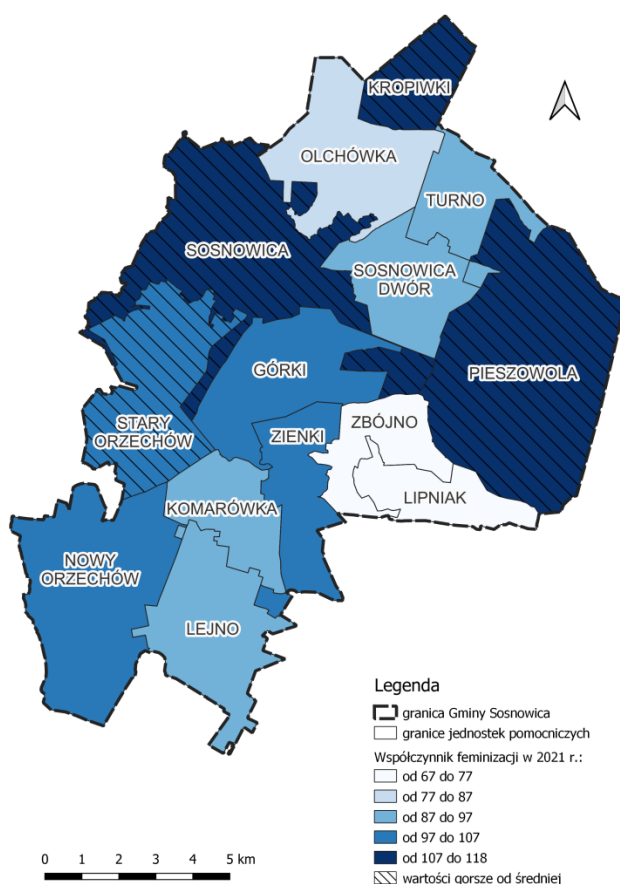 KROPIWKI
OLCHÓWKA
TURNO
SOSNOWICA
SOSNOWICA
DWÓR
GÓRKI
PIESZOWOLA
STARY
ORZECHÓW
ZIENKI
ZBÓJNO
LIPNIAK
KOMARÓWKA
NOWY
ORZECHÓW
LEJNO
Legenda
granica Gminy Sosnowica
granice jednostek pomocniczych
Współczynnik feminizacji w 2021 r.:
od 67 do 77
od 77 do 87
od 87 do 97
od 97 do 107
od 107 do 118
wartości gorsze od średniej
0 1 2 3 4 5 km